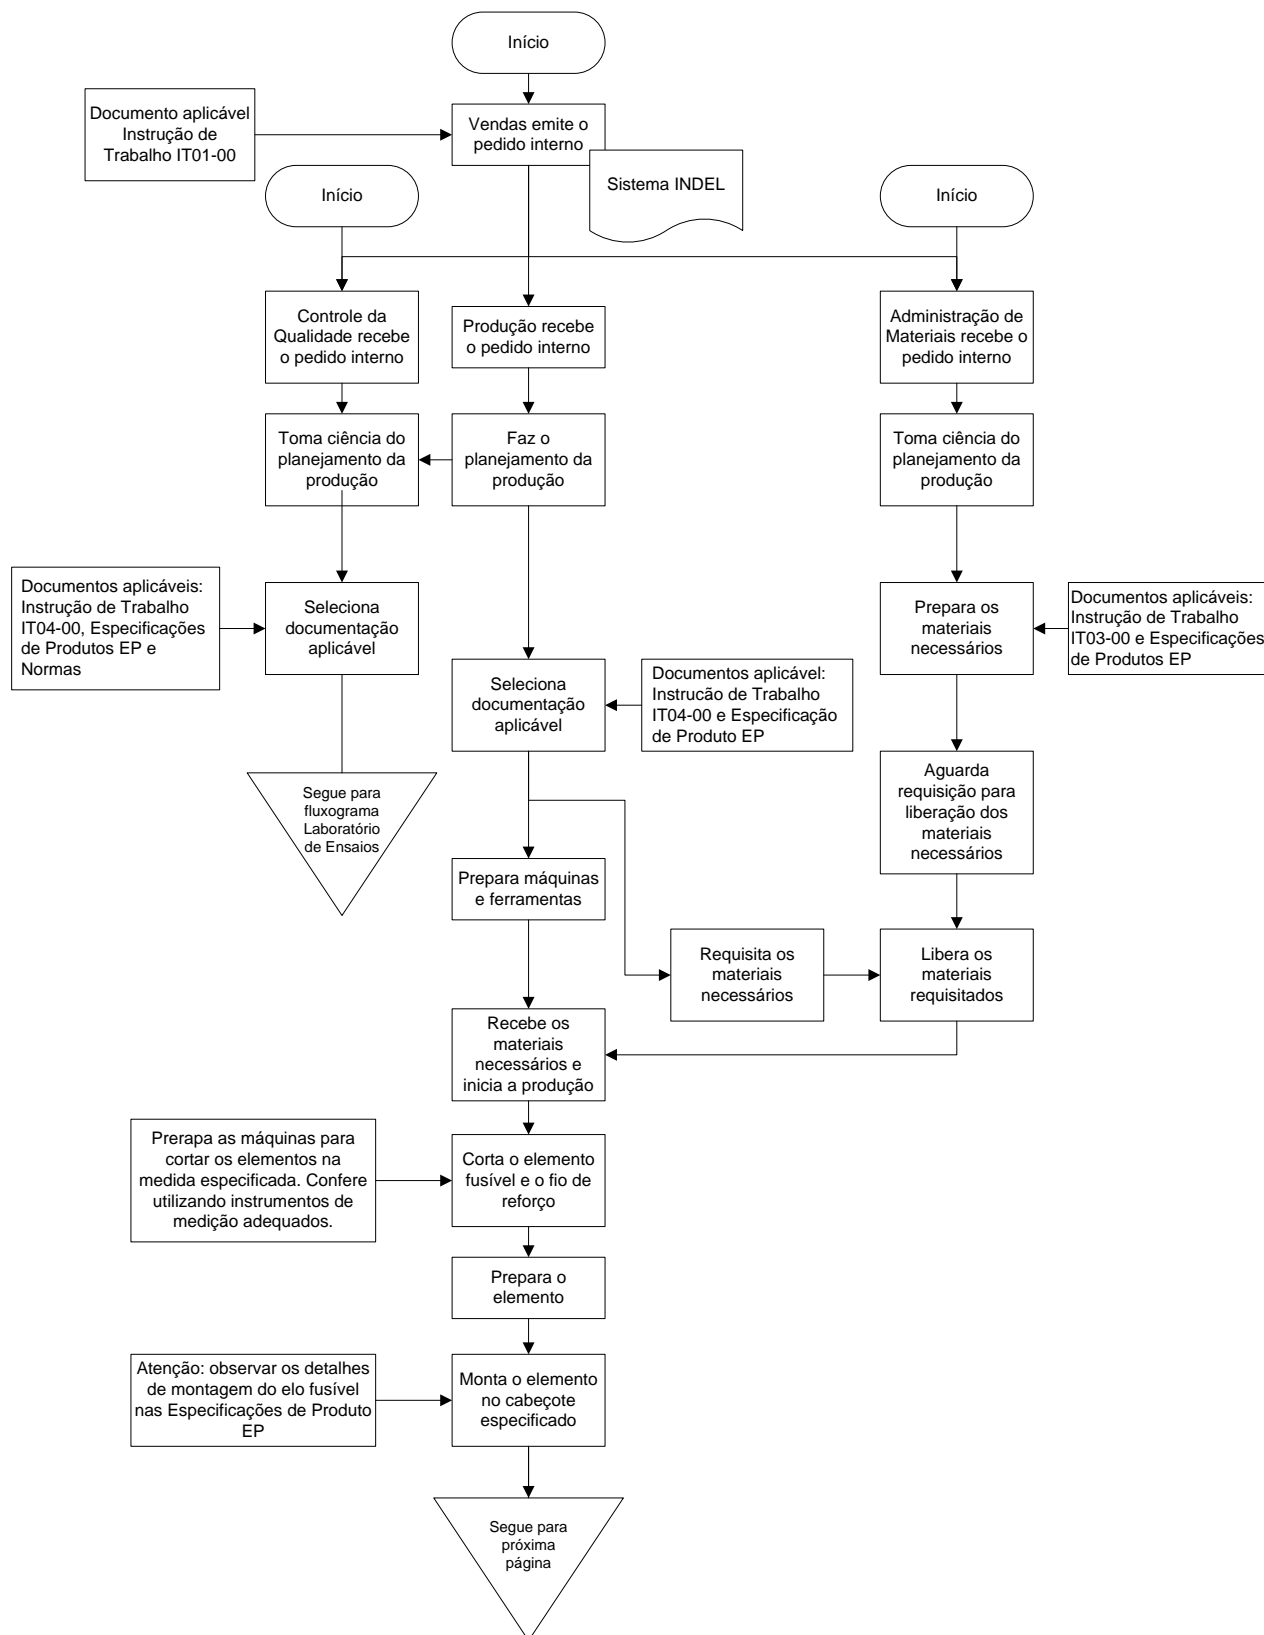 Início
Documento aplicável
Instrução de
Trabalho IT01-00
Vendas emite o
pedido interno
Sistema INDEL
Início
Início
Controle da
Qualidade recebe
o pedido interno
Produção recebe
o pedido interno
Administração de
Materiais recebe o
pedido interno
Toma ciência do
planejamento da
produção
Faz o
planejamento da
produção
Toma ciência do
planejamento da
produção
Documentos aplicáveis:
Instrução de Trabalho
IT04-00, Especificações
de Produtos EP e
Normas
Seleciona
documentação
aplicável
Prepara os
materiais
necessários
Documentos aplicáveis:
Instrução de Trabalho
IT03-00 e Especificações
de Produtos EP
Seleciona
documentação
aplicável
Documentos aplicável:
Instrucão de Trabalho
IT04-00 e Especificação
de Produto EP
Segue para
fluxograma
Laboratório
de Ensaios
Aguarda
requisição para
liberação dos
materiais
necessários
Prepara máquinas
e ferramentas
Requisita os
materiais
necessários
Libera os
materiais
requisitados
Recebe os
materiais
necessários e
inicia a produção
Prerapa as máquinas para
cortar os elementos na
medida especificada. Confere
utilizando instrumentos de
medição adequados.
Corta o elemento
fusível e o fio de
reforço
Prepara o
elemento
Atenção: observar os detalhes
de montagem do elo fusível
nas Especificações de Produto
EP
Monta o elemento
no cabeçote
especificado
Segue para
próxima
página